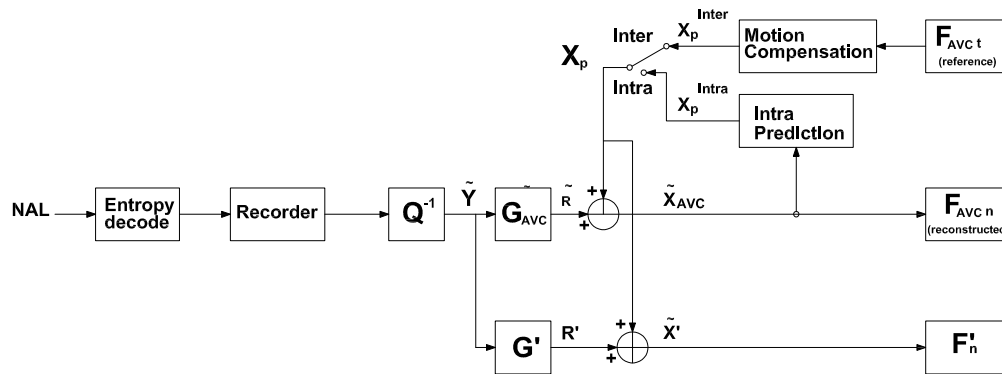 Inter
X_p^Inter
Motion
Compensation
F_AVC t
(reference)
X_p
Intra
X_p^Intra
Intra
Prediction
NAL
Entropy
decode
Recorder
Q^-1
Ỹ
G̃_AVC
R̃
+
+
X̃_AVC
F_AVC n
(reconstructed
G'
R'
+
+
X̃'
F'_n